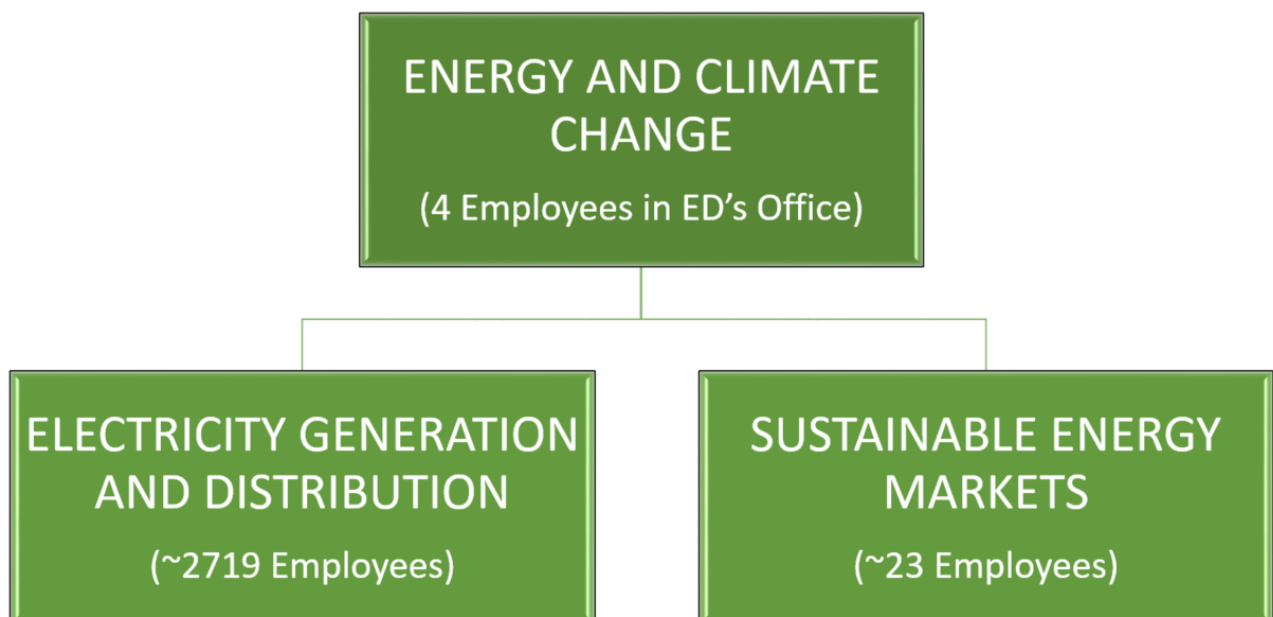 ENERGY AND CLIMATE
CHANGE
(4 Employees in ED’s Office)
ELECTRICITY GENERATION
AND DISTRIBUTION
(~2719 Employees)
SUSTAINABLE ENERGY
MARKETS
(~23 Employees)